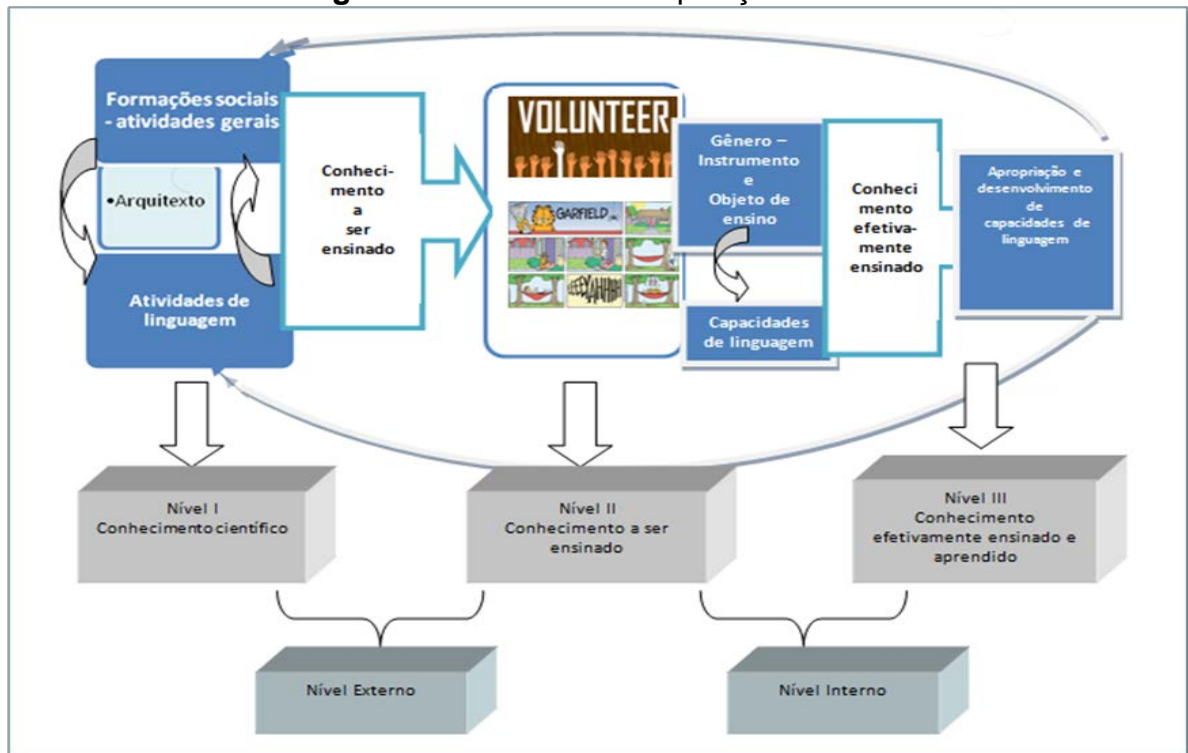 Formações sociais
- atividades gerais
•Arquitexto
Atividades de
linguagem
Conheci-
mento
a
ser
ensinado
VOLUNTEER
GARFIELD
Gênero –
Instrumento
e
Objeto de
ensino
Capacidades
de linguagem
Conheci
mento
efetiva-
mente
ensinado
Apropriação e
desenvolvimento
de
capacidades de
linguagem
Nível I
Conhecimento científico
Nível II
Conhecimento a ser
ensinado
Nível III
Conhecimento
efetivamente ensinado e
aprendido
Nível Externo
Nível Interno